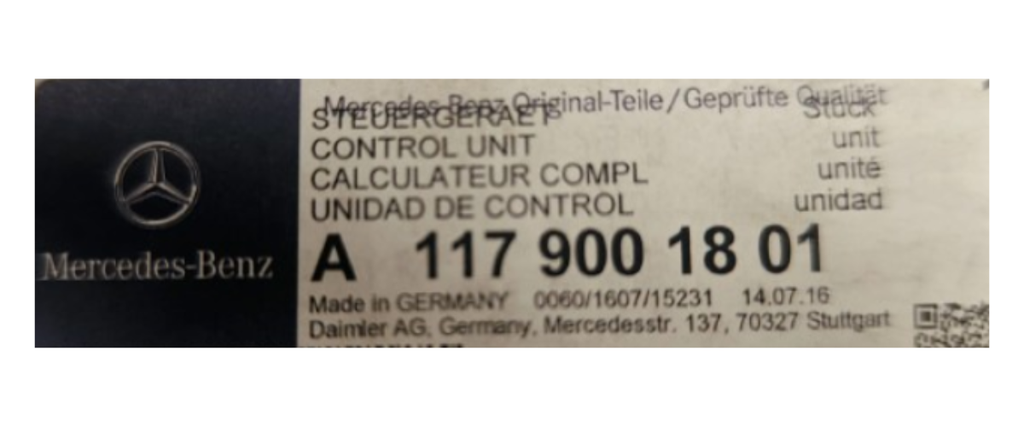 Mercedes-Benz Original-Teile/Geprüfte Qualität
STEUERGERAET Stück
CONTROL UNIT unit
CALCULATEUR COMPL unité
UNIDAD DE CONTROL unidad
Mercedes-Benz
A 117 900 18 01
Made in GERMANY 0060/1607/15231 14.07.16
Daimler AG, Germany, Mercedesstr. 137, 70327 Stuttgart